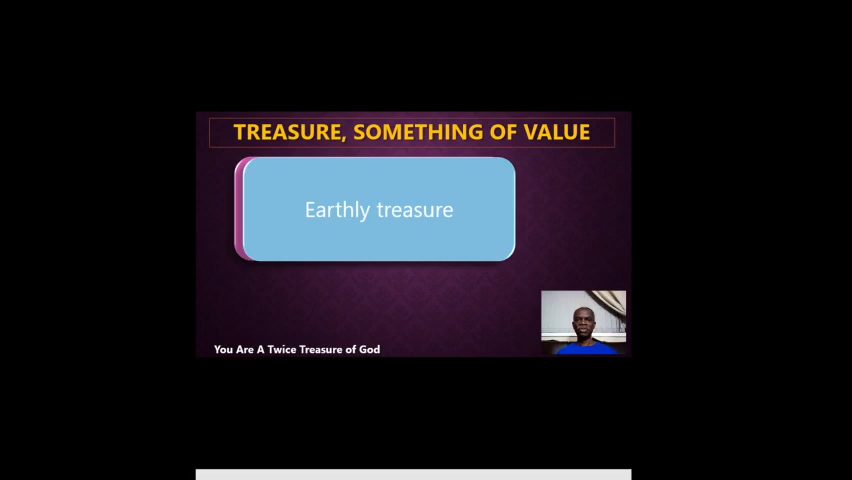 TREASURE, SOMETHING OF VALUE
Earthly treasure
You Are A Twice Treasure of God